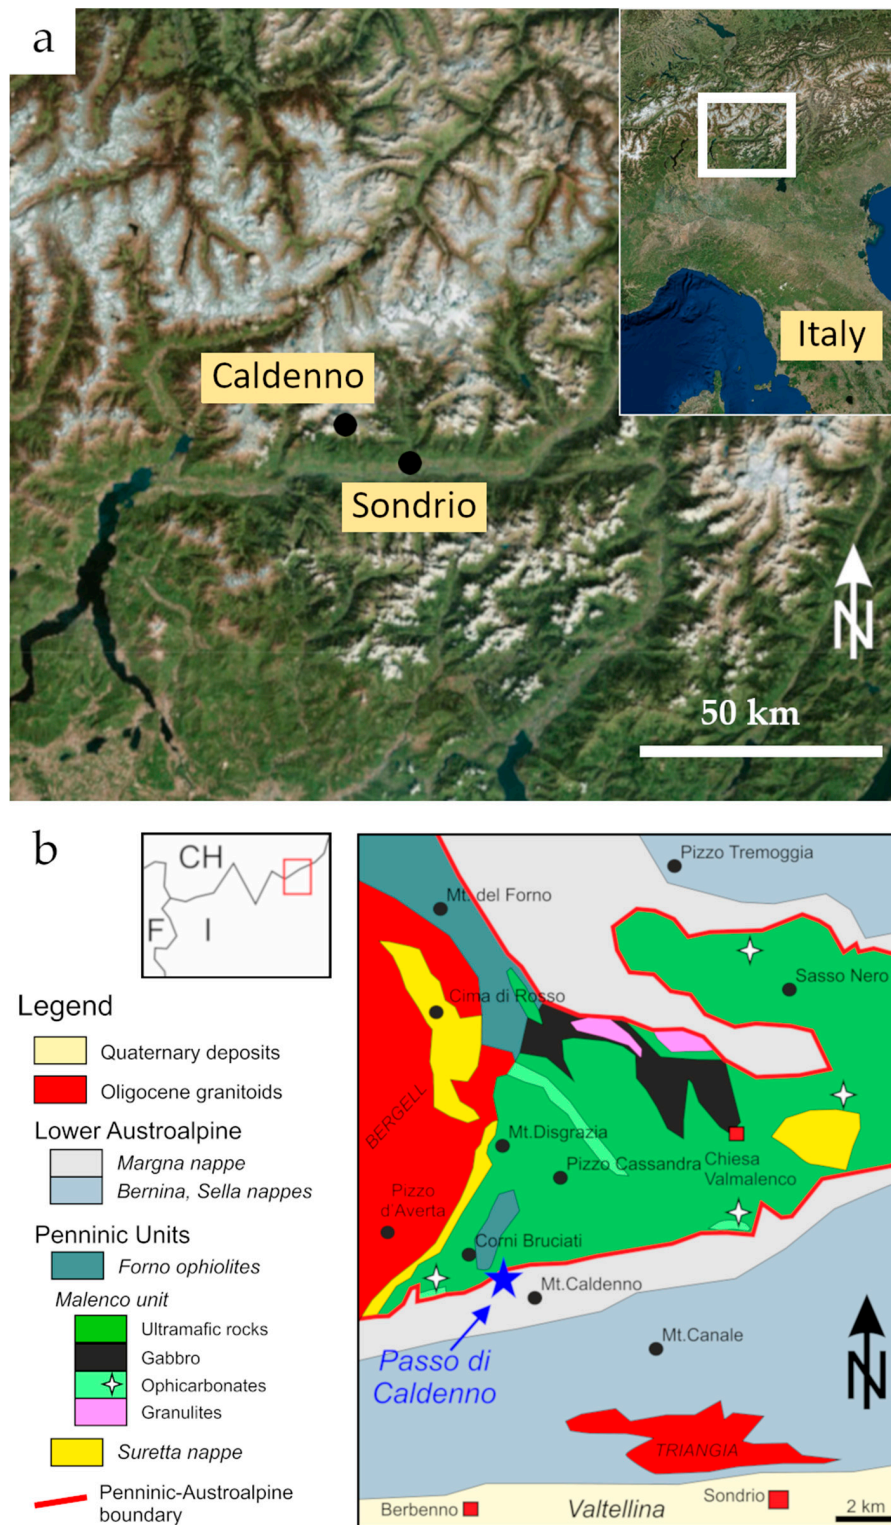 a
Italy
Caldenno
Sondrio
N
50 km
b
CH
F
I
Legend
Quaternary deposits
Oligocene granitoids
Lower Austroalpine
Margna nappe
Bernina, Sella nappes
Penninic Units
Forno ophiolites
Malenco unit
Ultramafic rocks
Gabbro
Ophicarbonates
Granulites
Suretta nappe
Penninic-Austroalpine
boundary
Pizzo Tremoggia
Mt. del Forno
Sasso Nero
Cima di Rosso
BERGELL
Mt.Disgrazia
Pizzo Cassandra
Chiesa
Valmalenco
Pizzo
d'Averta
Corni Bruciati
Mt.Caldenno
Passo di
Caldenno
Mt.Canale
N
TRIANGIA
Berbenno
Valtellina
Sondrio
2 km